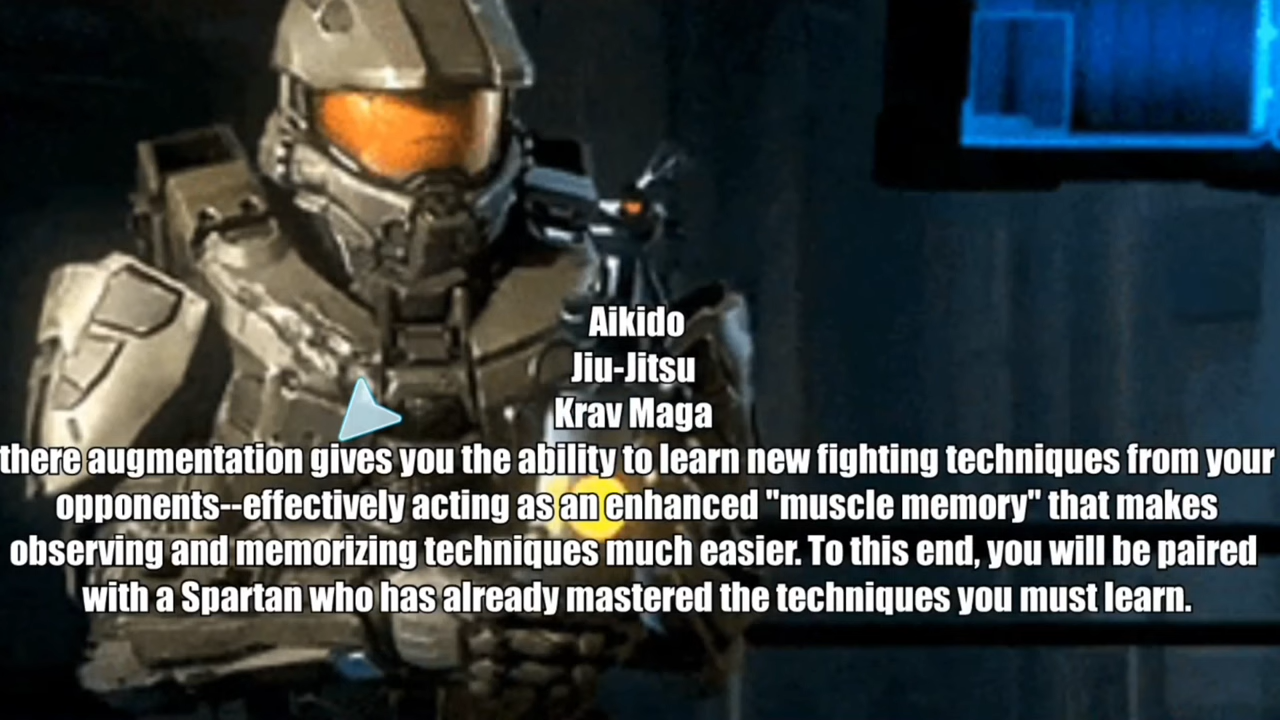 Aikido
Jiu-Jitsu
Krav Maga
there augmentation gives you the ability to learn new fighting techniques from your
opponents--effectively acting as an enhanced "muscle memory" that makes
observing and memorizing techniques much easier. To this end, you will be paired
with a Spartan who has already mastered the techniques you must learn.